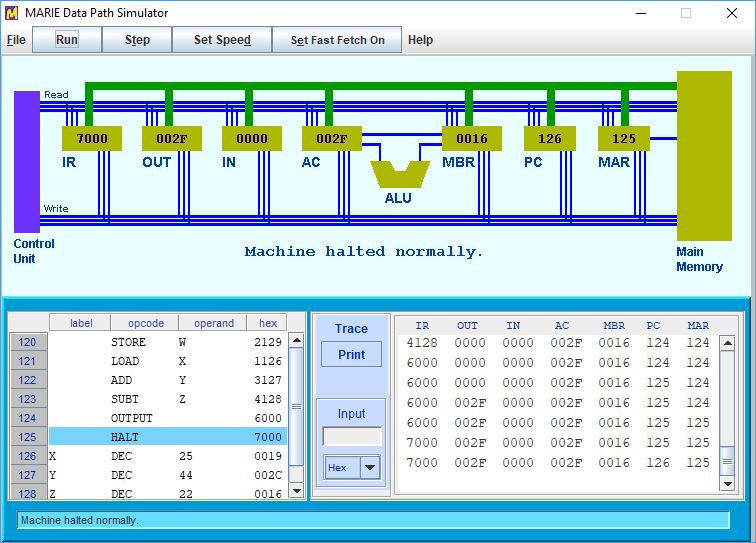 MARIE Data Path Simulator
File Run Step Set Speed Set Fast Fetch On Help
Read
7000 002F 0000 002F 0016 126 125
IR OUT IN AC MBR PC MAR
ALU
Write
Control
Unit
Machine halted normally.
Main
Memory
label opcode operand hex
120 STORE W 2129
121 LOAD X 1126
122 ADD Y 3127
123 SUBT Z 4128
124 OUTPUT 6000
125 HALT 7000
126 X DEC 25 0019
127 Y DEC 44 002C
128 Z DEC 22 0016
Trace
Print
Input
Hex
IR OUT IN AC MBR PC MAR
4128 0000 0000 002F 0016 124 124
6000 0000 0000 002F 0016 124 124
6000 0000 0000 002F 0016 125 124
6000 002F 0000 002F 0016 125 124
6000 002F 0000 002F 0016 125 125
7000 002F 0000 002F 0016 125 125
7000 002F 0000 002F 0016 126 125
Machine halted normally.